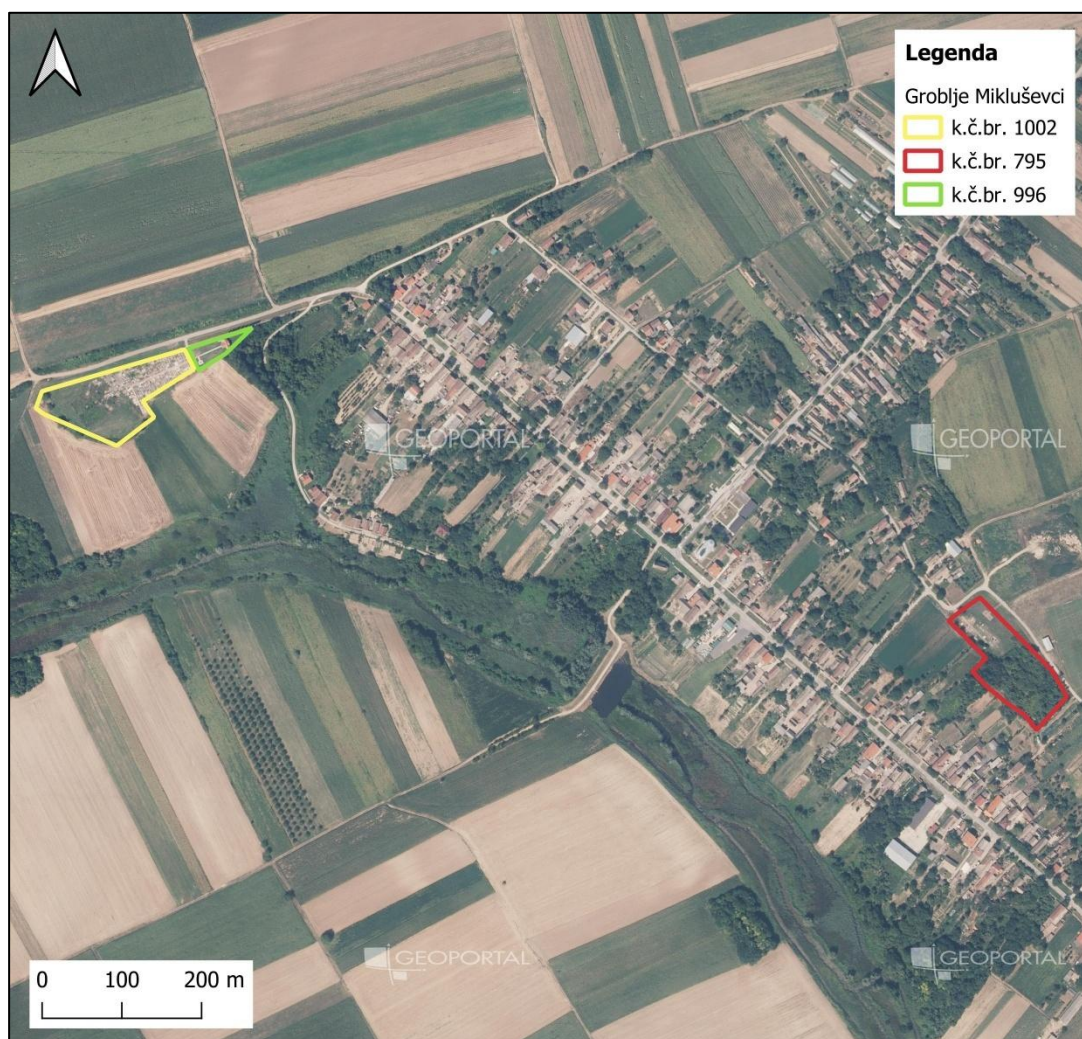 Legenda
Groblje Mikluševci
k.č.br. 1002
k.č.br. 795
k.č.br. 996
GEOPORTAL
GEOPORTAL
GEOPORTAL
GEOPORTAL
0 100 200 m